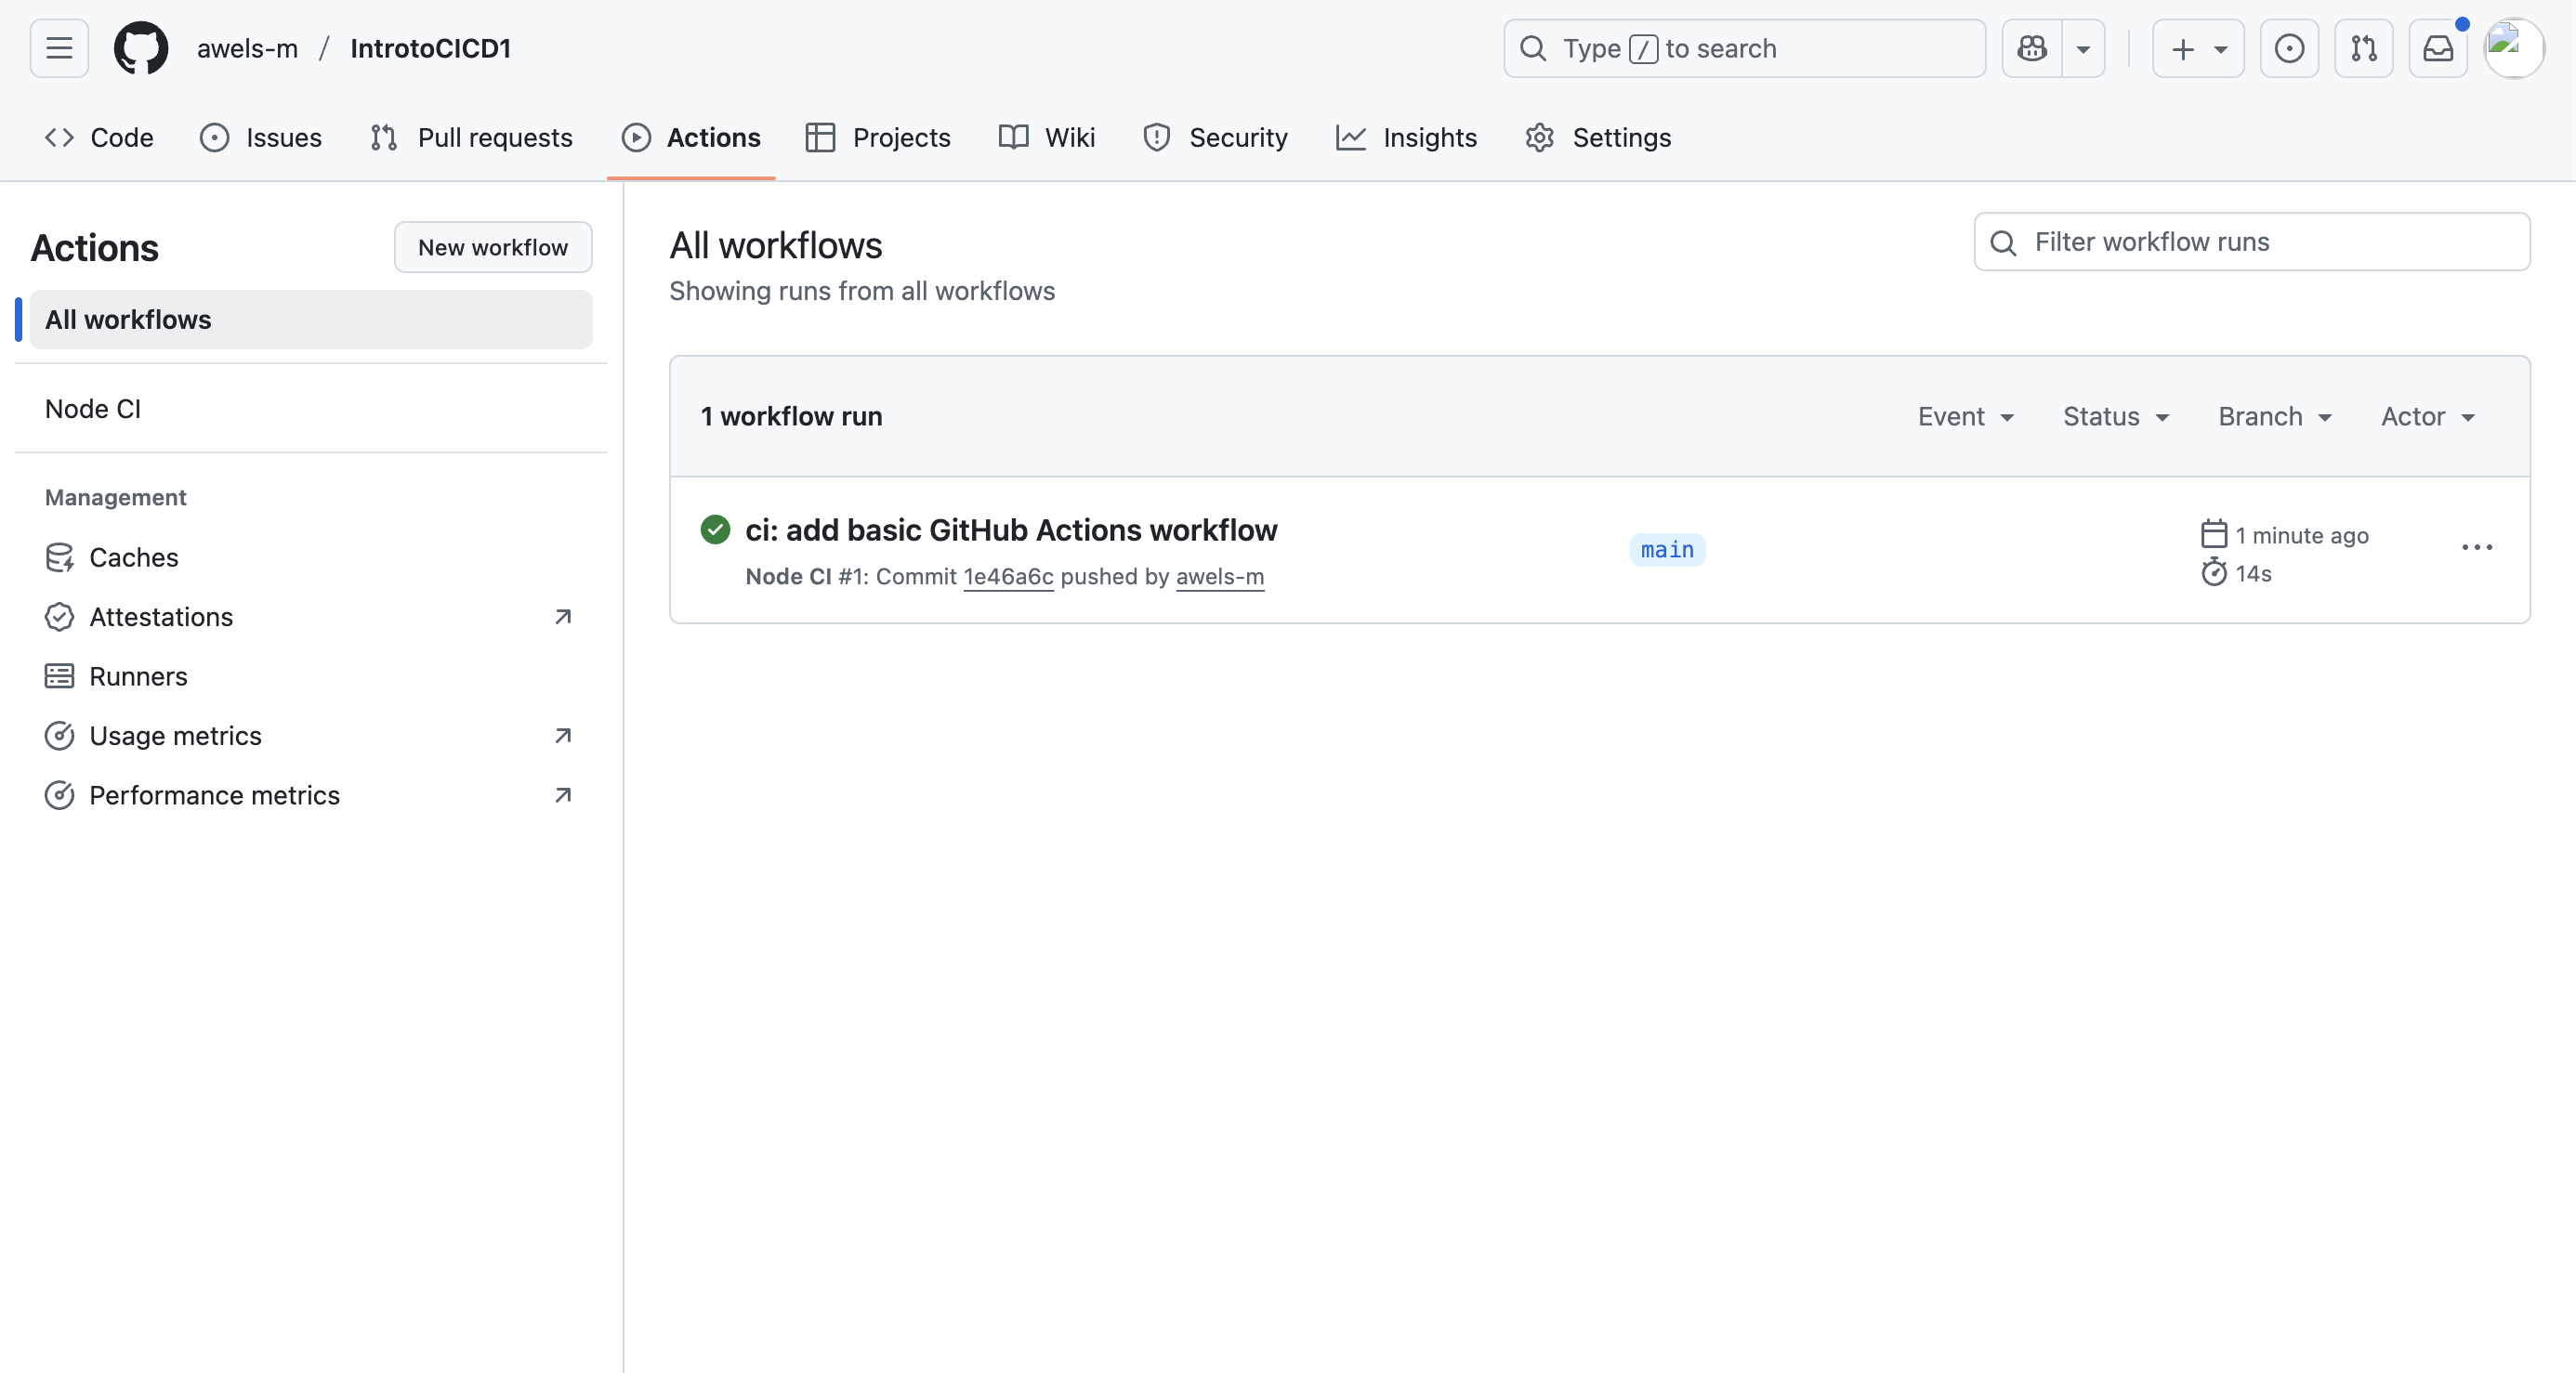 awels-m / IntrotoCICD1
Type / to search
Code
Issues
Pull requests
Actions
Projects
Wiki
Security
Insights
Settings
Actions
New workflow
All workflows
Node CI
Management
Caches
Attestations
Runners
Usage metrics
Performance metrics
All workflows
Showing runs from all workflows
Filter workflow runs
1 workflow run
Event
Status
Branch
Actor
ci: add basic GitHub Actions workflow
Node CI #1: Commit 1e46a6c pushed by awels-m
main
1 minute ago
14s